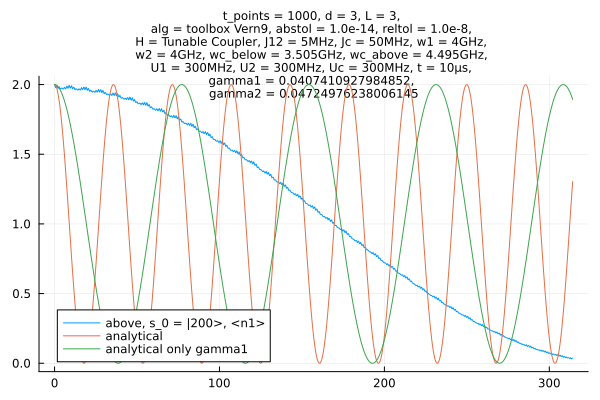 t_points = 1000, d = 3, L = 3,
alg = toolbox Vern9, abstol = 1.0e-14, reltol = 1.0e-8,
H = Tunable Coupler, J12 = 5MHz, Jc = 50MHz, w1 = 4GHz,
w2 = 4GHz, wc_below = 3.505GHz, wc_above = 4.495GHz,
U1 = 300MHz, U2 = 300MHz, Uc = 300MHz, t = 10μs,
gamma1 = 0.0407410927984852,
gamma2 = 0.04724976238006145
2.0
1.5
1.0
0.5
0.0
above, s_0 = |200>, <n1>
analytical
analytical only gamma1
0 100 200 300